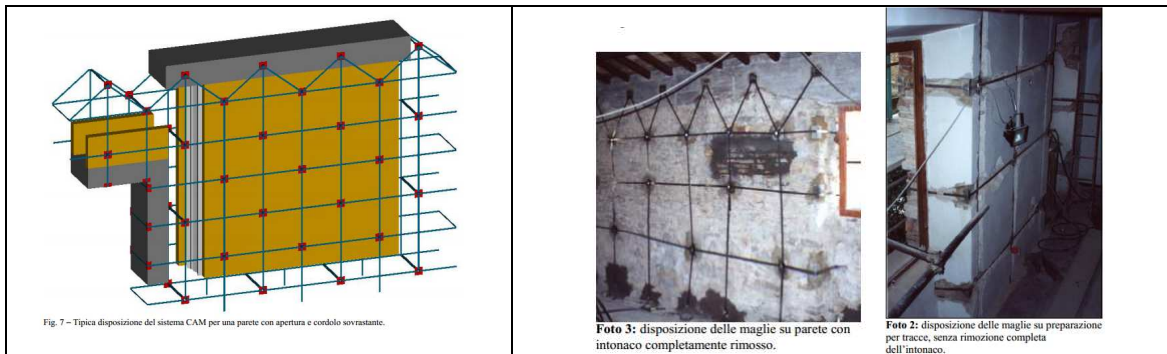 Fig. 7 – Tipica disposizione del sistema CAM per una parete con apertura e cordolo sovrastante.
Foto 3: disposizione delle maglie su parete con
intonaco completamente rimosso.
Foto 2: disposizione delle maglie su preparazione
per tracce, senza rimozione completa
dell'intonaco.